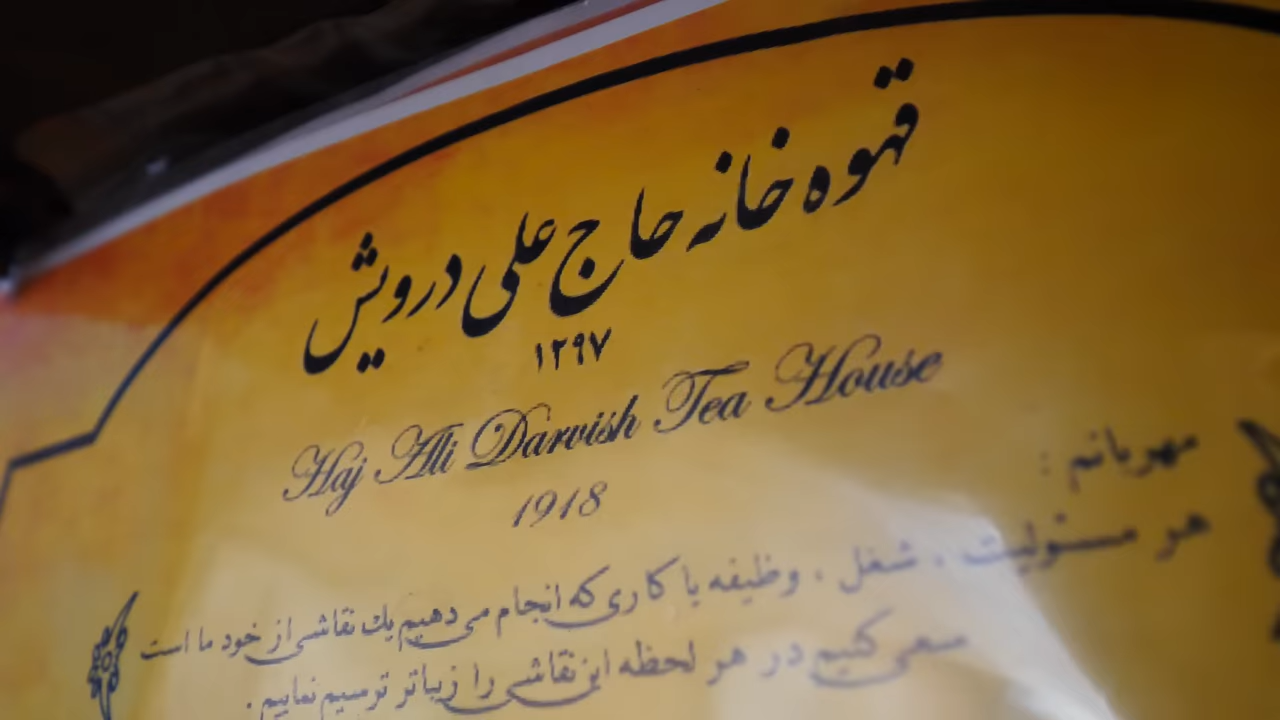 قهوه خانه حاج علی درویش
۱۲۹۷
Haj Ali Darvish Tea House
1918
مهربانم :
هر مسئولیت ، شغل ، وظیفه یا کاری که انجام می دهیم یك نقاشی از خود ما است
سعی کنیم در هر لحظه این نقاشی را زیباتر ترسیم نماییم .